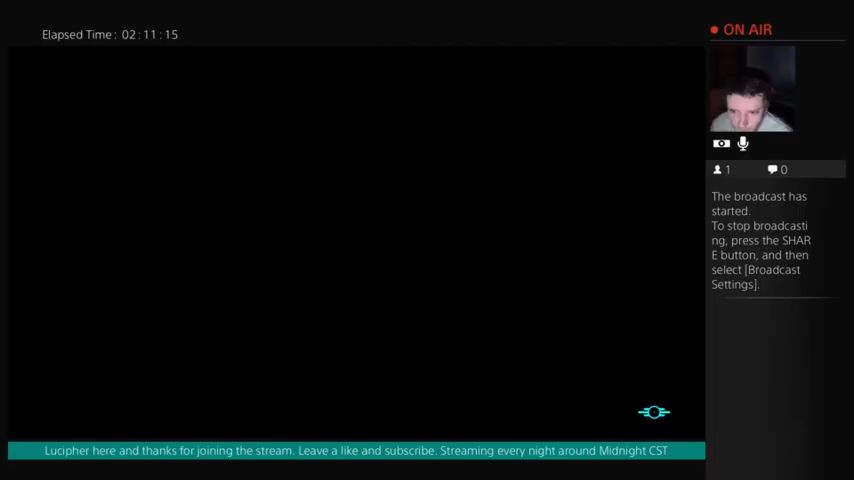 Elapsed Time: 02:11:15
ON AIR
1
0
The broadcast has
started.
To stop broadcasti
ng, press the SHAR
E button, and then
select [Broadcast
Settings].
Lucipher here and thanks for joining the stream. Leave a like and subscribe. Streaming every night around Midnight CST